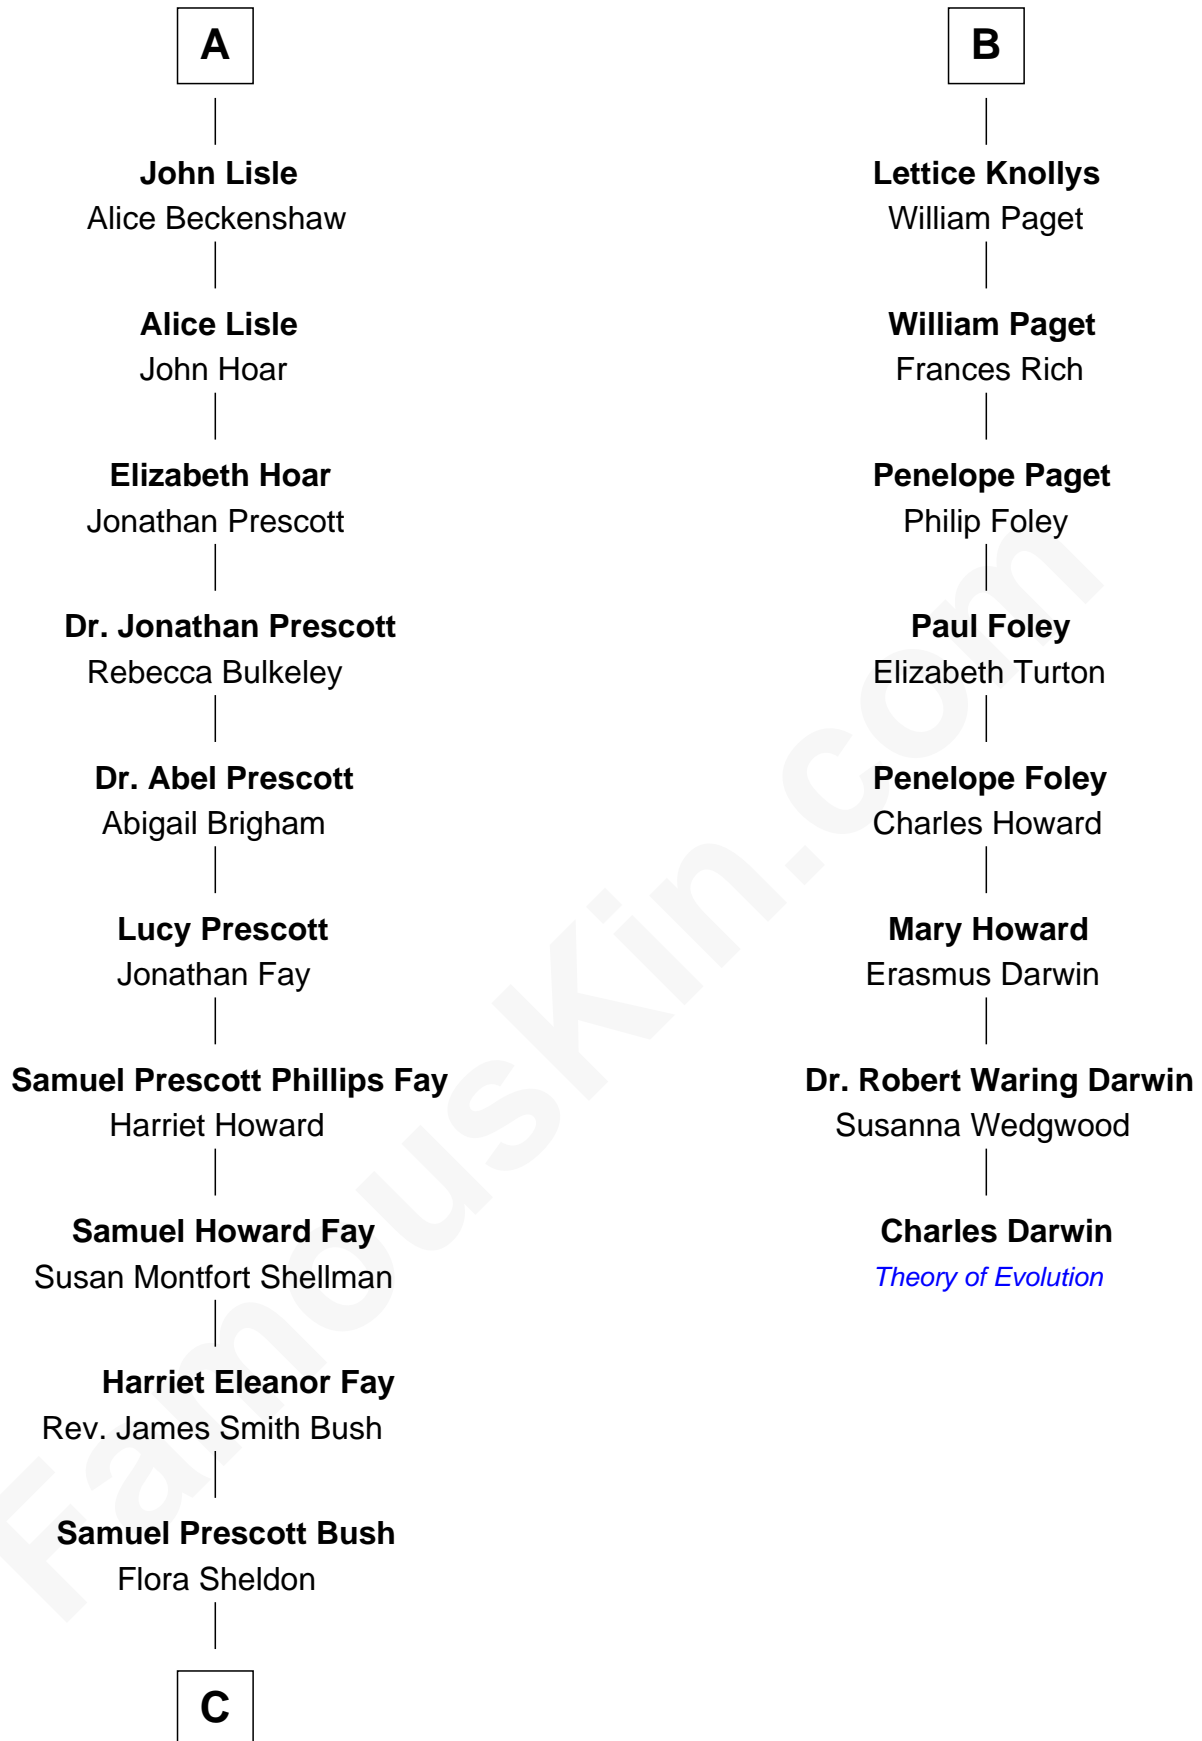 A
John Lisle
Alice Beckenshaw
Alice Lisle
John Hoar
Elizabeth Hoar
Jonathan Prescott
Dr. Jonathan Prescott
Rebecca Bulkeley
Dr. Abel Prescott
Abigail Brigham
Lucy Prescott
Jonathan Fay
Samuel Prescott Phillips Fay
Harriet Howard
Samuel Howard Fay
Susan Montfort Shellman
Harriet Eleanor Fay
Rev. James Smith Bush
Samuel Prescott Bush
Flora Sheldon
C
B
Lettice Knollys
William Paget
William Paget
Frances Rich
Penelope Paget
Philip Foley
Paul Foley
Elizabeth Turton
Penelope Foley
Charles Howard
Mary Howard
Erasmus Darwin
Dr. Robert Waring Darwin
Susanna Wedgwood
Charles Darwin
Theory of Evolution
FamousKin.com